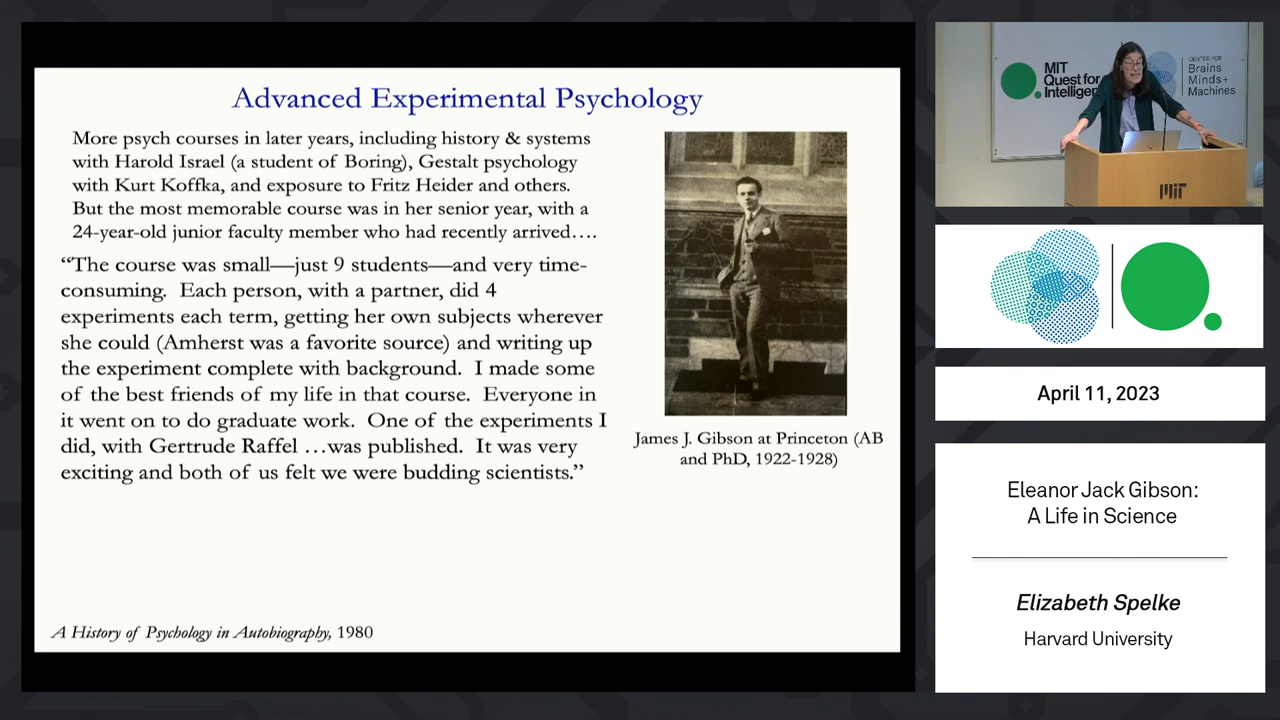 Advanced Experimental Psychology
More psych courses in later years, including history & systems
with Harold Israel (a student of Boring), Gestalt psychology
with Kurt Koffka, and exposure to Fritz Heider and others.
But the most memorable course was in her senior year, with a
24-year-old junior faculty member who had recently arrived….
“The course was small—just 9 students—and very time-
consuming.  Each person, with a partner, did 4
experiments each term, getting her own subjects wherever
she could (Amherst was a favorite source) and writing up
the experiment complete with background.  I made some
of the best friends of my life in that course.  Everyone in
it went on to do graduate work.  One of the experiments I
did, with Gertrude Raffel …was published.  It was very
exciting and both of us felt we were budding scientists.”
James J. Gibson at Princeton (AB
and PhD, 1922-1928)
A History of Psychology in Autobiography, 1980
MIT
Quest for
Intelligen
CENTER FOR
Brains
Minds+
Machines
MIT
April 11, 2023
Eleanor Jack Gibson:
A Life in Science
Elizabeth Spelke
Harvard University